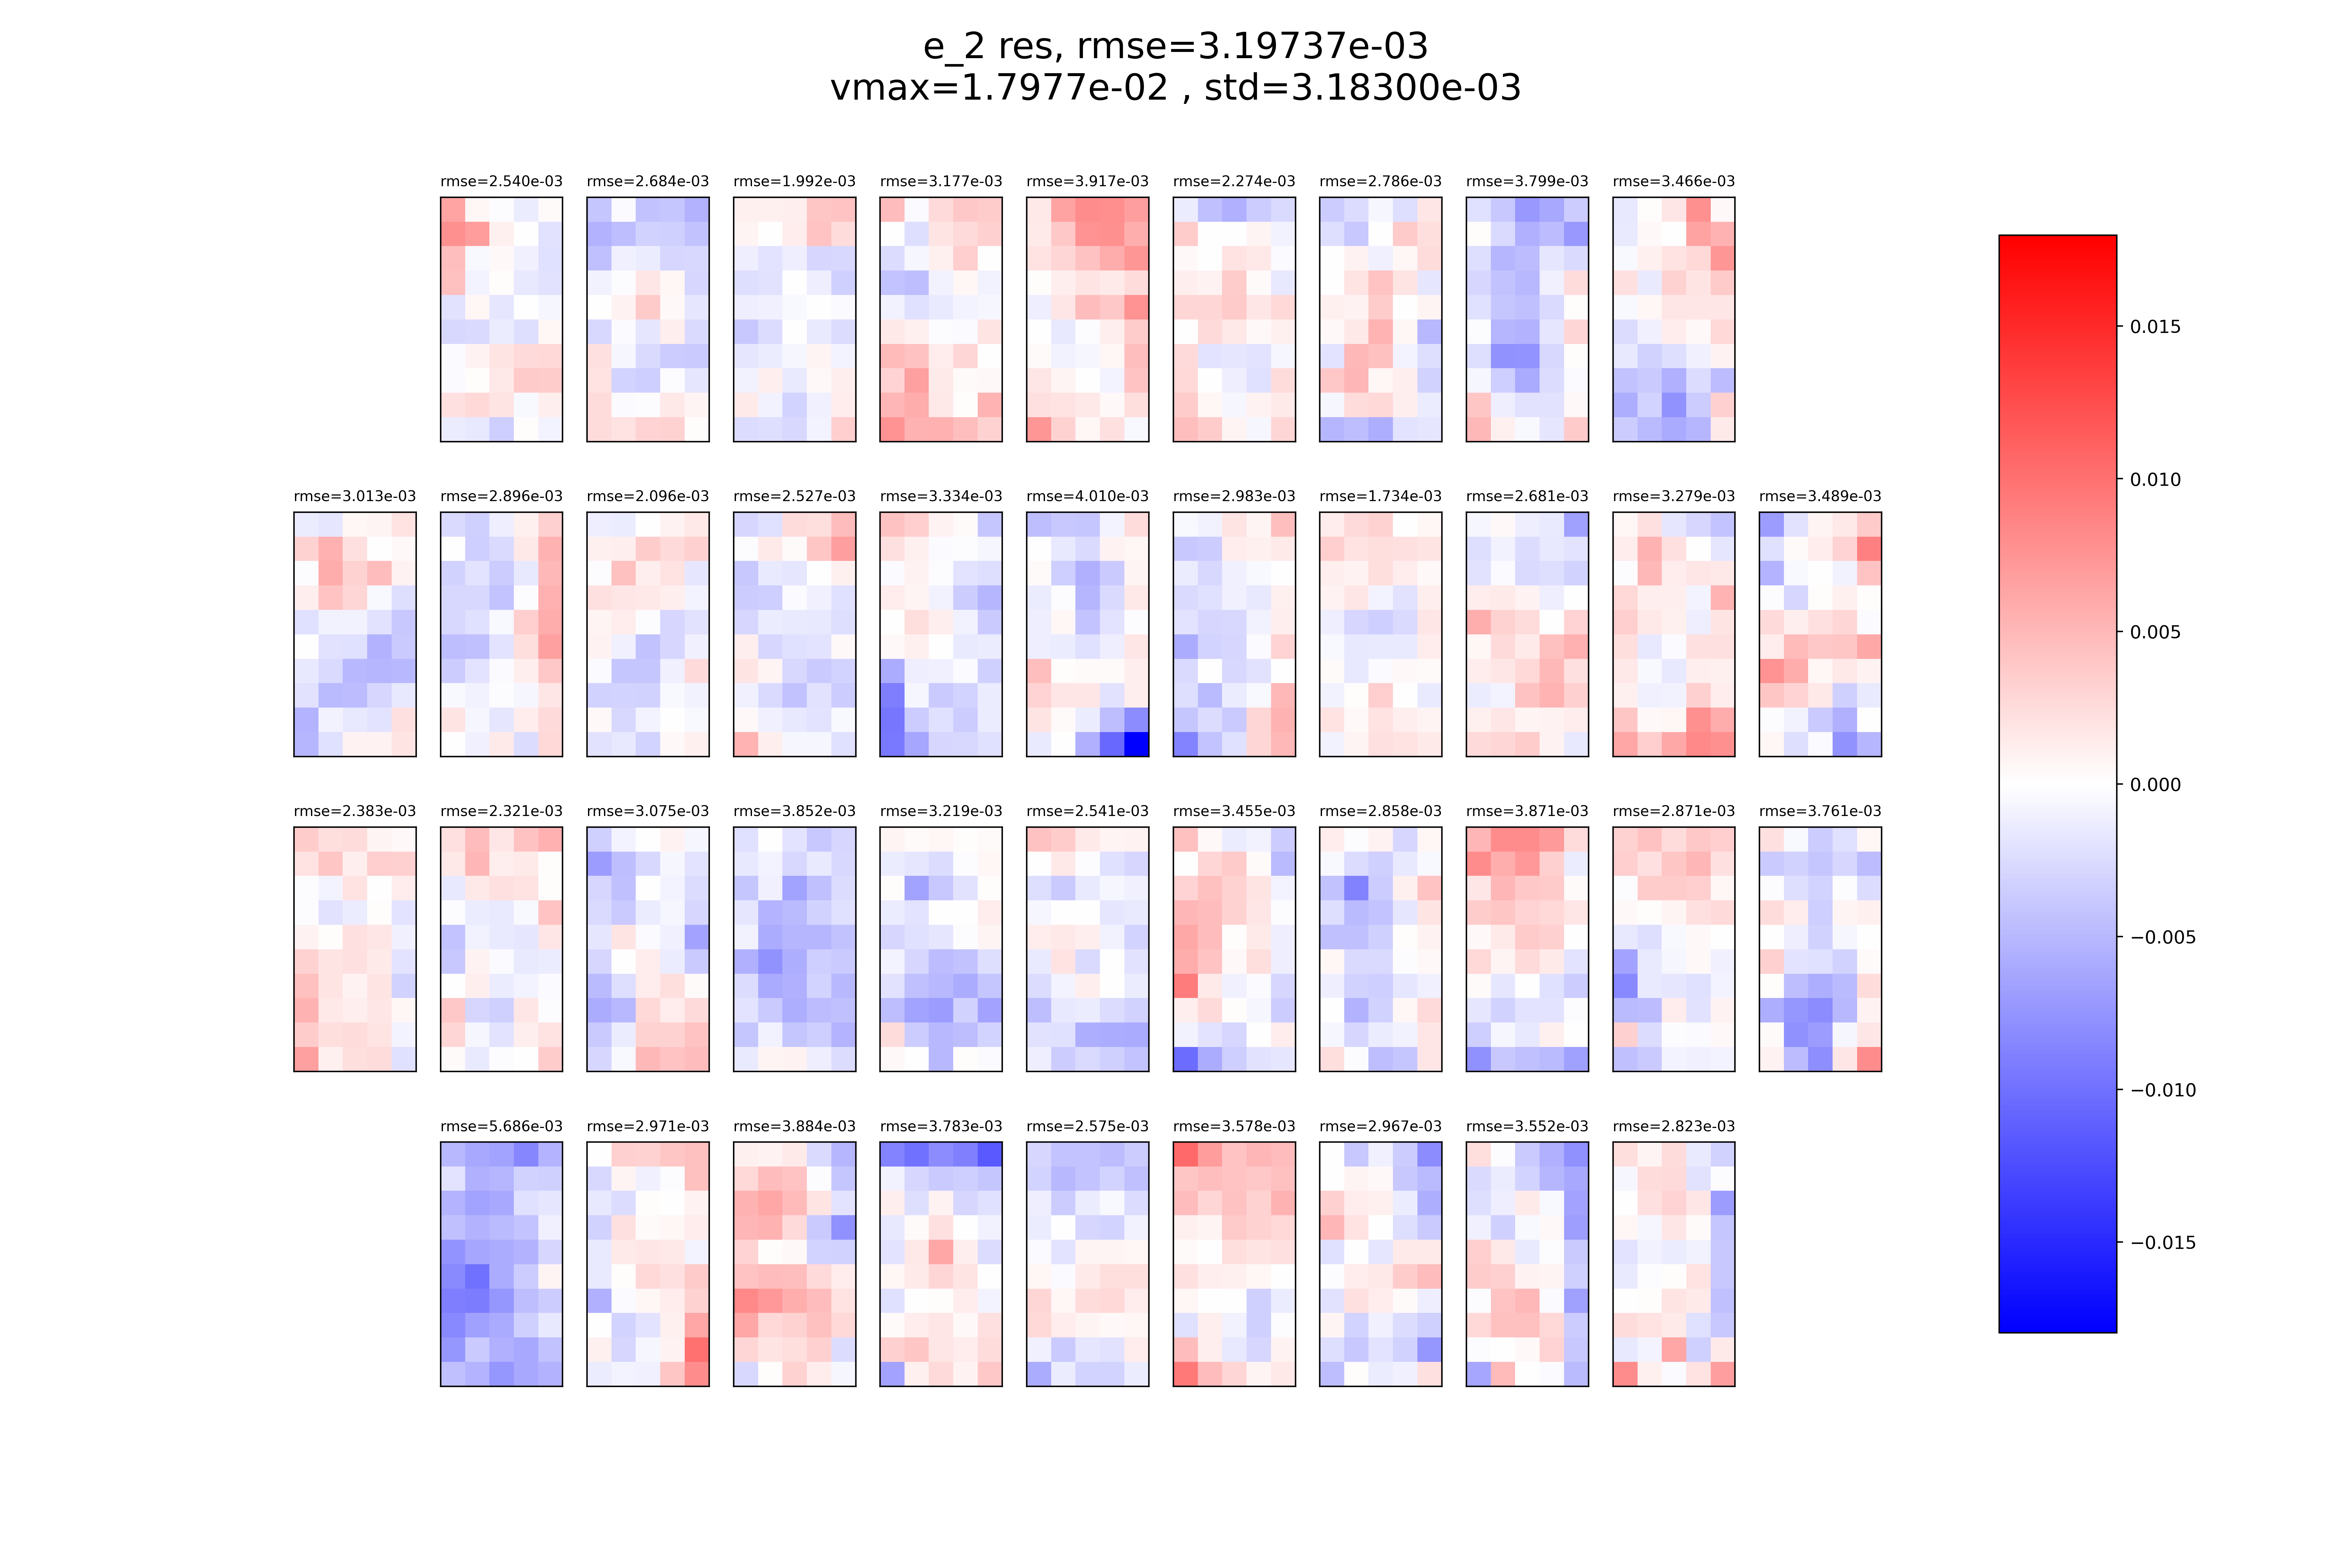 e_2 res, rmse=3.19737e-03
vmax=1.7977e-02 , std=3.18300e-03
rmse=2.540e-03 rmse=2.684e-03 rmse=1.992e-03 rmse=3.177e-03 rmse=3.917e-03 rmse=2.274e-03 rmse=2.786e-03 rmse=3.799e-03 rmse=3.466e-03
rmse=3.013e-03 rmse=2.896e-03 rmse=2.096e-03 rmse=2.527e-03 rmse=3.334e-03 rmse=4.010e-03 rmse=2.983e-03 rmse=1.734e-03 rmse=2.681e-03 rmse=3.279e-03 rmse=3.489e-03
rmse=2.383e-03 rmse=2.321e-03 rmse=3.075e-03 rmse=3.852e-03 rmse=3.219e-03 rmse=2.541e-03 rmse=3.455e-03 rmse=2.858e-03 rmse=3.871e-03 rmse=2.871e-03 rmse=3.761e-03
rmse=5.686e-03 rmse=2.971e-03 rmse=3.884e-03 rmse=3.783e-03 rmse=2.575e-03 rmse=3.578e-03 rmse=2.967e-03 rmse=3.552e-03 rmse=2.823e-03
0.015
0.010
0.005
0.000
−0.005
−0.010
−0.015